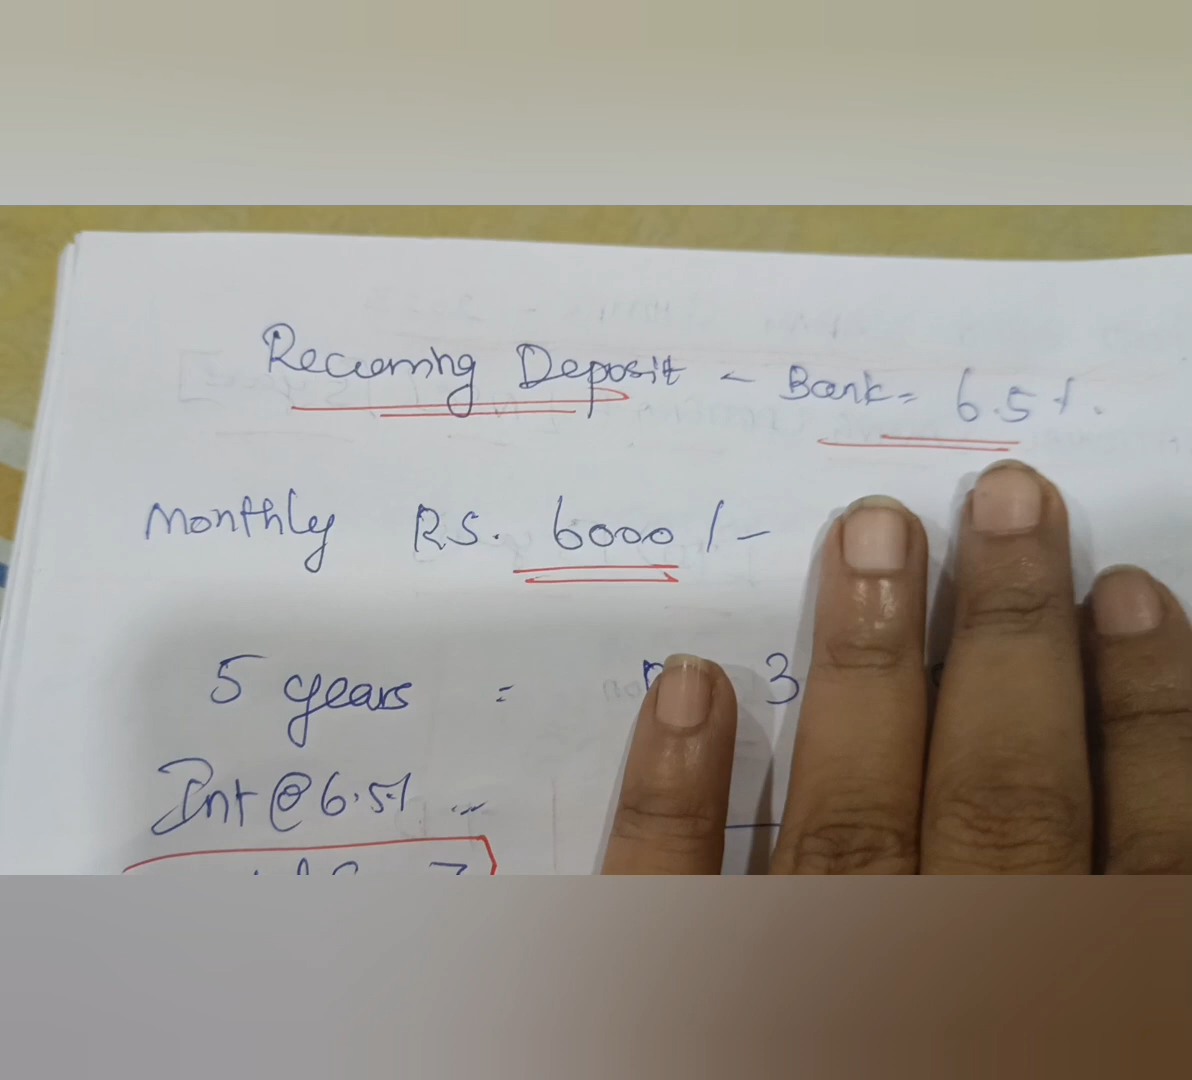 Recurring Deposit - Bank = 6.5%.
Monthly RS. 6000/-
5 years = 3
Int @ 6.5%